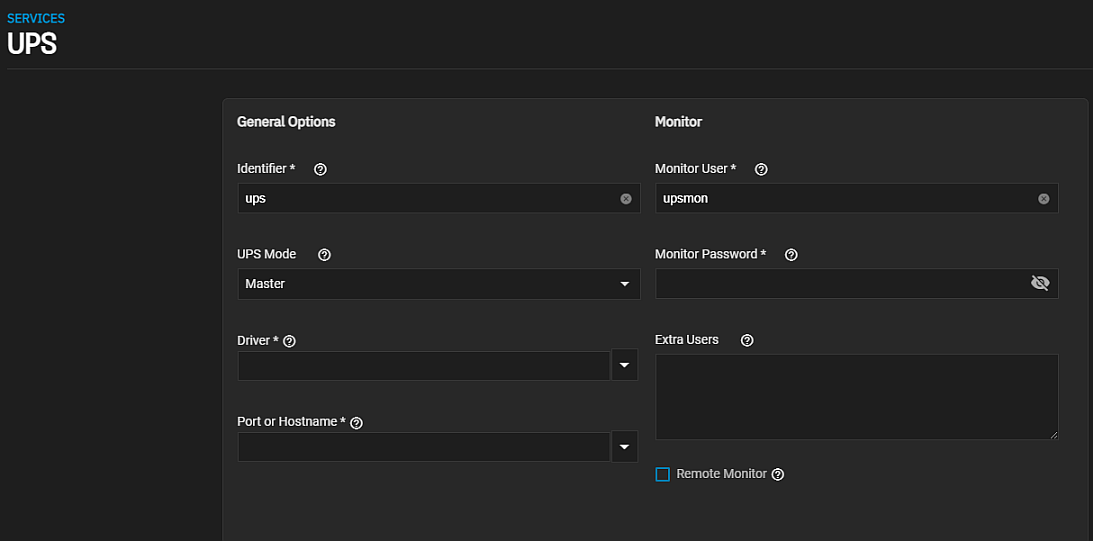 SERVICES
UPS
General Options
Identifier *
ups
UPS Mode
Master
Driver *
Port or Hostname *
Monitor
Monitor User *
upsmon
Monitor Password *
Extra Users
Remote Monitor